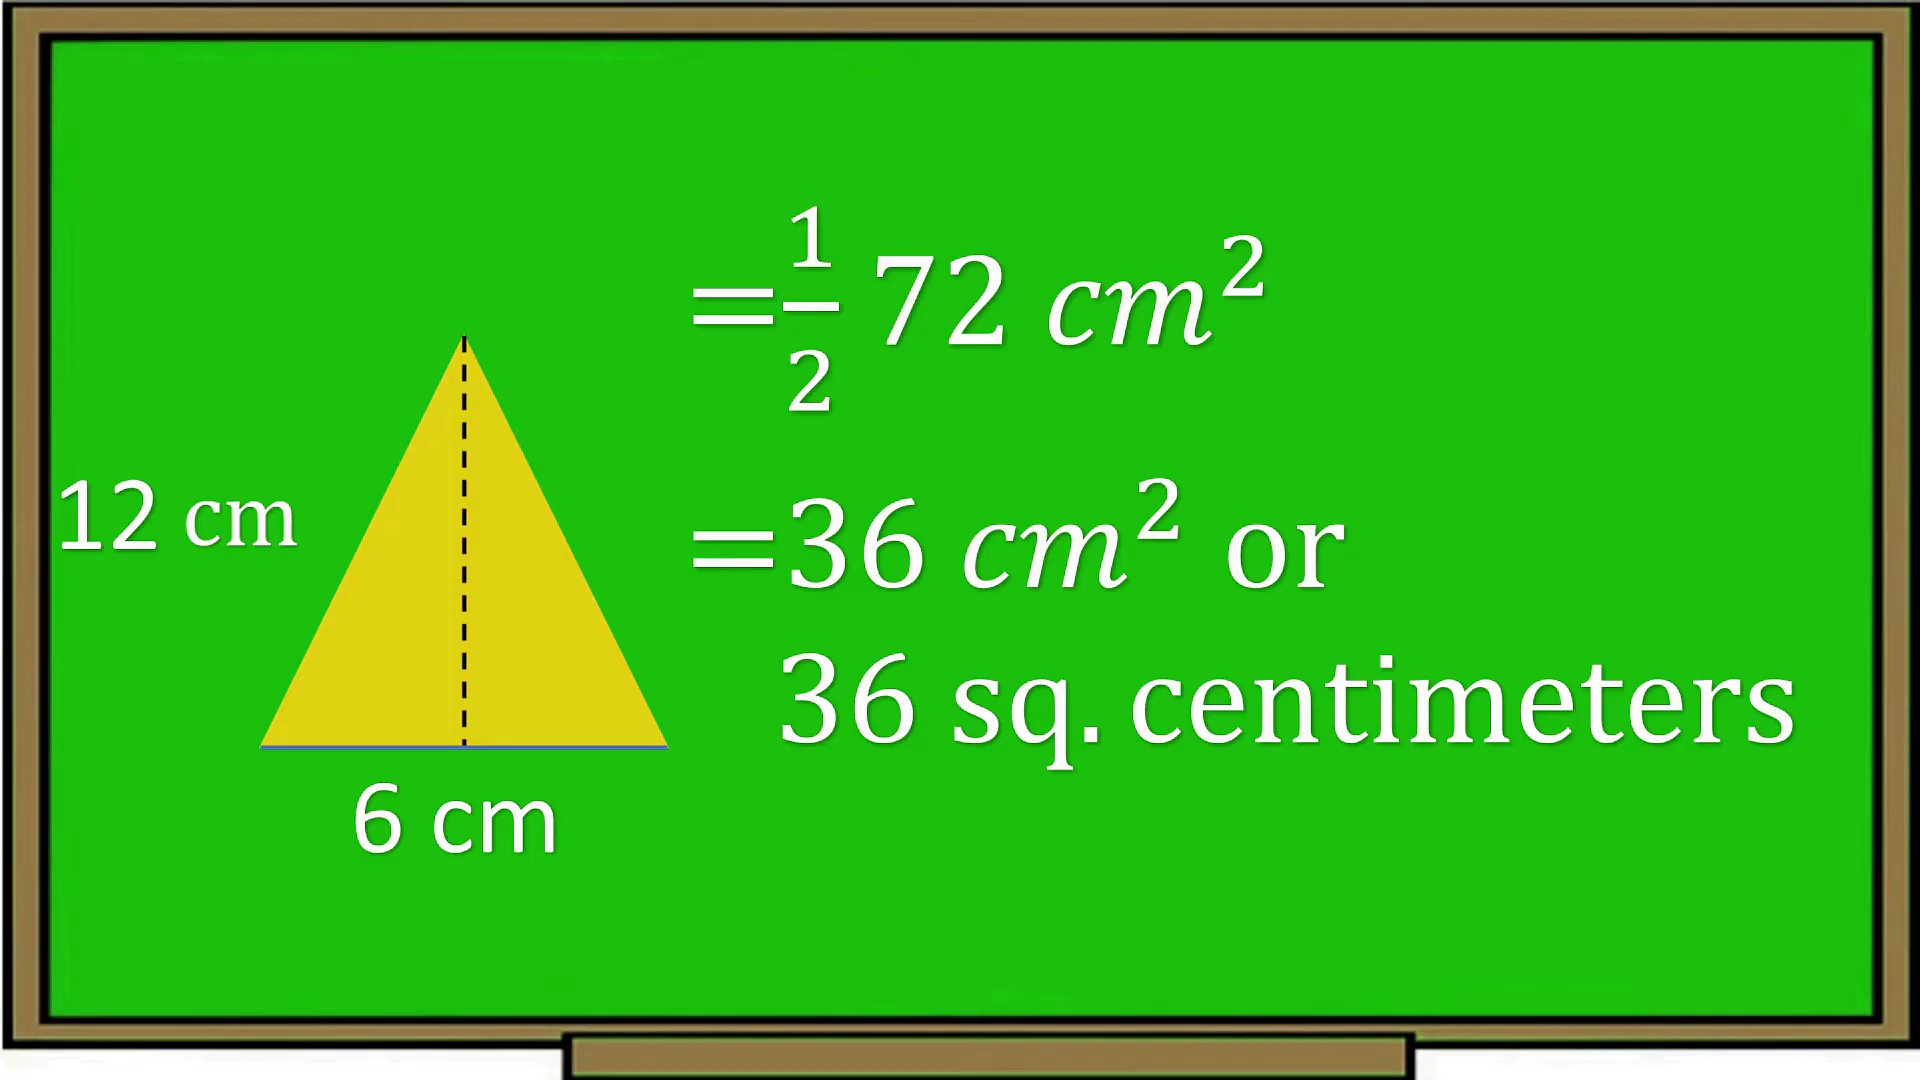 =1/2 72 cm²
12 cm
=36 cm² or
36 sq. centimeters
6 cm